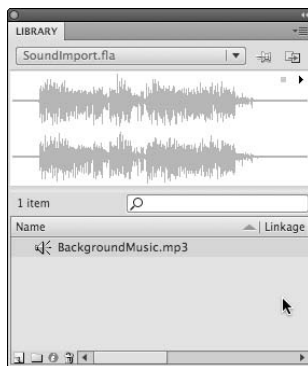 LIBRARY
SoundImport.fla
1 item
Name Linkage
BackgroundMusic.mp3